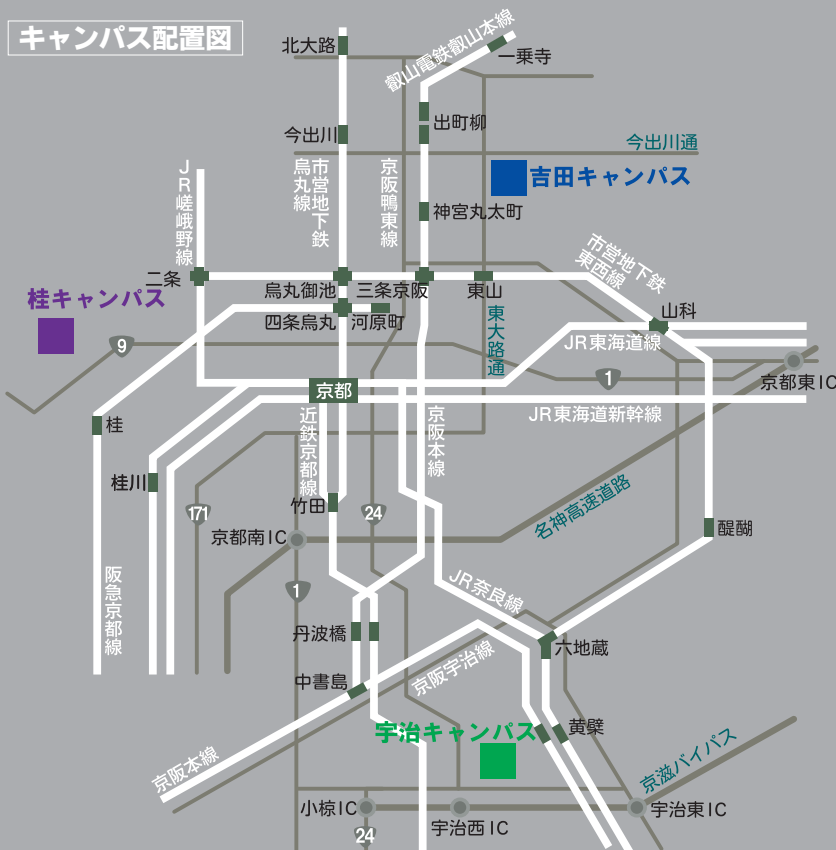 キャンパス配置図
北大路
叡山電鉄叡山本線
一乗寺
出町柳
今出川
今出川通
JR嵯峨野線
市営地下鉄
烏丸線
京阪鴨東線
吉田キャンパス
神宮丸太町
市営地下鉄
東西線
二条
烏丸御池
三条京阪
東山
桂キャンパス
四条烏丸
河原町
東大路通
山科
9
JR東海道線
1
京都東IC
京都
近鉄京都線
京阪本線
JR東海道新幹線
桂
桂川
竹田
171
24
名神高速道路
京都南IC
醍醐
阪急京都線
1
JR奈良線
丹波橋
六地蔵
中書島
京阪宇治線
宇治キャンパス
黄檗
京阪本線
京滋バイパス
小椋IC
宇治西IC
宇治東IC
24